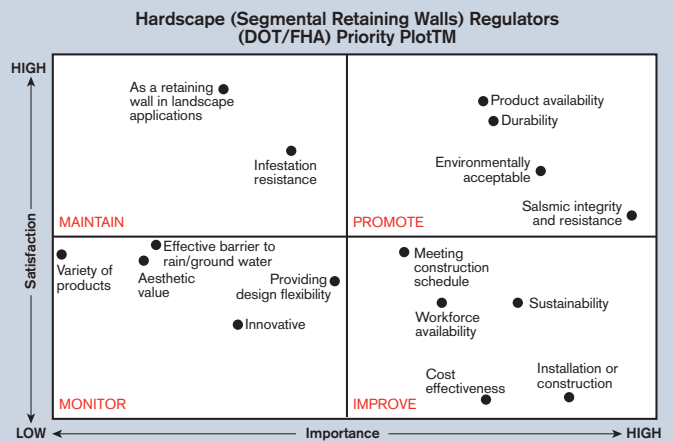 Hardscape (Segmental Retaining Walls) Regulators
(DOT/FHA) Priority PlotTM
HIGH
As a retaining
wall in landscape
applications
Infestation
resistance
MAINTAIN
Product availability
Durability
Environmentally
acceptable
Salsmic integrity
and resistance
PROMOTE
Satisfaction
Variety of
products
Effective barrier to
rain/ground water
Aesthetic
value
Providing
design flexibility
Innovative
MONITOR
Meeting
construction
schedule
Workforce
availability
Sustainability
Cost
effectiveness
Installation or
construction
IMPROVE
LOW
Importance
HIGH